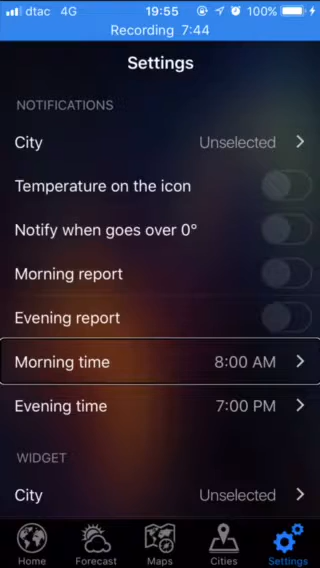 dtac 4G 19:55 100%
Recording 7:44
Settings
NOTIFICATIONS
City Unselected
Temperature on the icon
Notify when goes over 0°
Morning report
Evening report
Morning time 8:00 AM
Evening time 7:00 PM
WIDGET
City Unselected
Home Forecast Maps Cities Settings